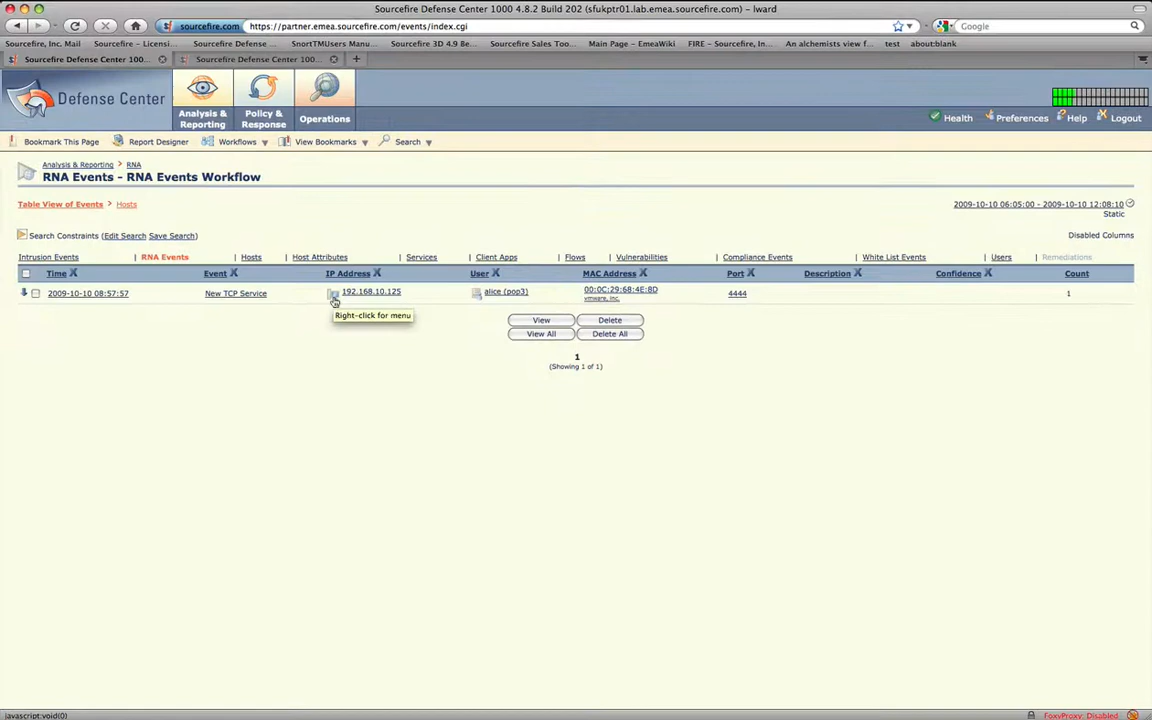 Sourcefire Defense Center 1000 4.8.2 Build 202 (sfukptr01.lab.emea.sourcefire.com) - lward
sourcefire.com https://partner.emea.sourcefire.com/events/index.cgi Google
Sourcefire, Inc. Mail Sourcefire - Licensi... Sourcefire Defense ... SnortTMUsers Manu... Sourcefire 3D 4.9 Be... Sourcefire Sales Too... Main Page - EmeaWiki FIRE - Sourcefire, In... An alchemists view f... test about:blank
Sourcefire Defense Center 100... Sourcefire Defense Center 100...
Defense Center
Analysis & Reporting
Policy & Response
Operations
Health Preferences Help Logout
Bookmark This Page Report Designer Workflows View Bookmarks Search
Analysis & Reporting > RNA
RNA Events - RNA Events Workflow
Table View of Events > Hosts 2009-10-10 06:05:00 - 2009-10-10 12:08:10
Static
Search Constraints (Edit Search Save Search) Disabled Columns
Intrusion Events | RNA Events | Hosts | Host Attributes | Services | Client Apps | Flows | Vulnerabilities | Compliance Events | White List Events | Users | Remediations
Time Event IP Address User MAC Address Port Description Confidence Count
2009-10-10 08:57:57 New TCP Service 192.168.10.125 alice (pop3) 00:0C:29:68:4E:8D 4444 1
vmware, Inc.
Right-click for menu
View Delete
View All Delete All
1
(Showing 1 of 1)
javascript:void(0) FoxyProxy: Disabled